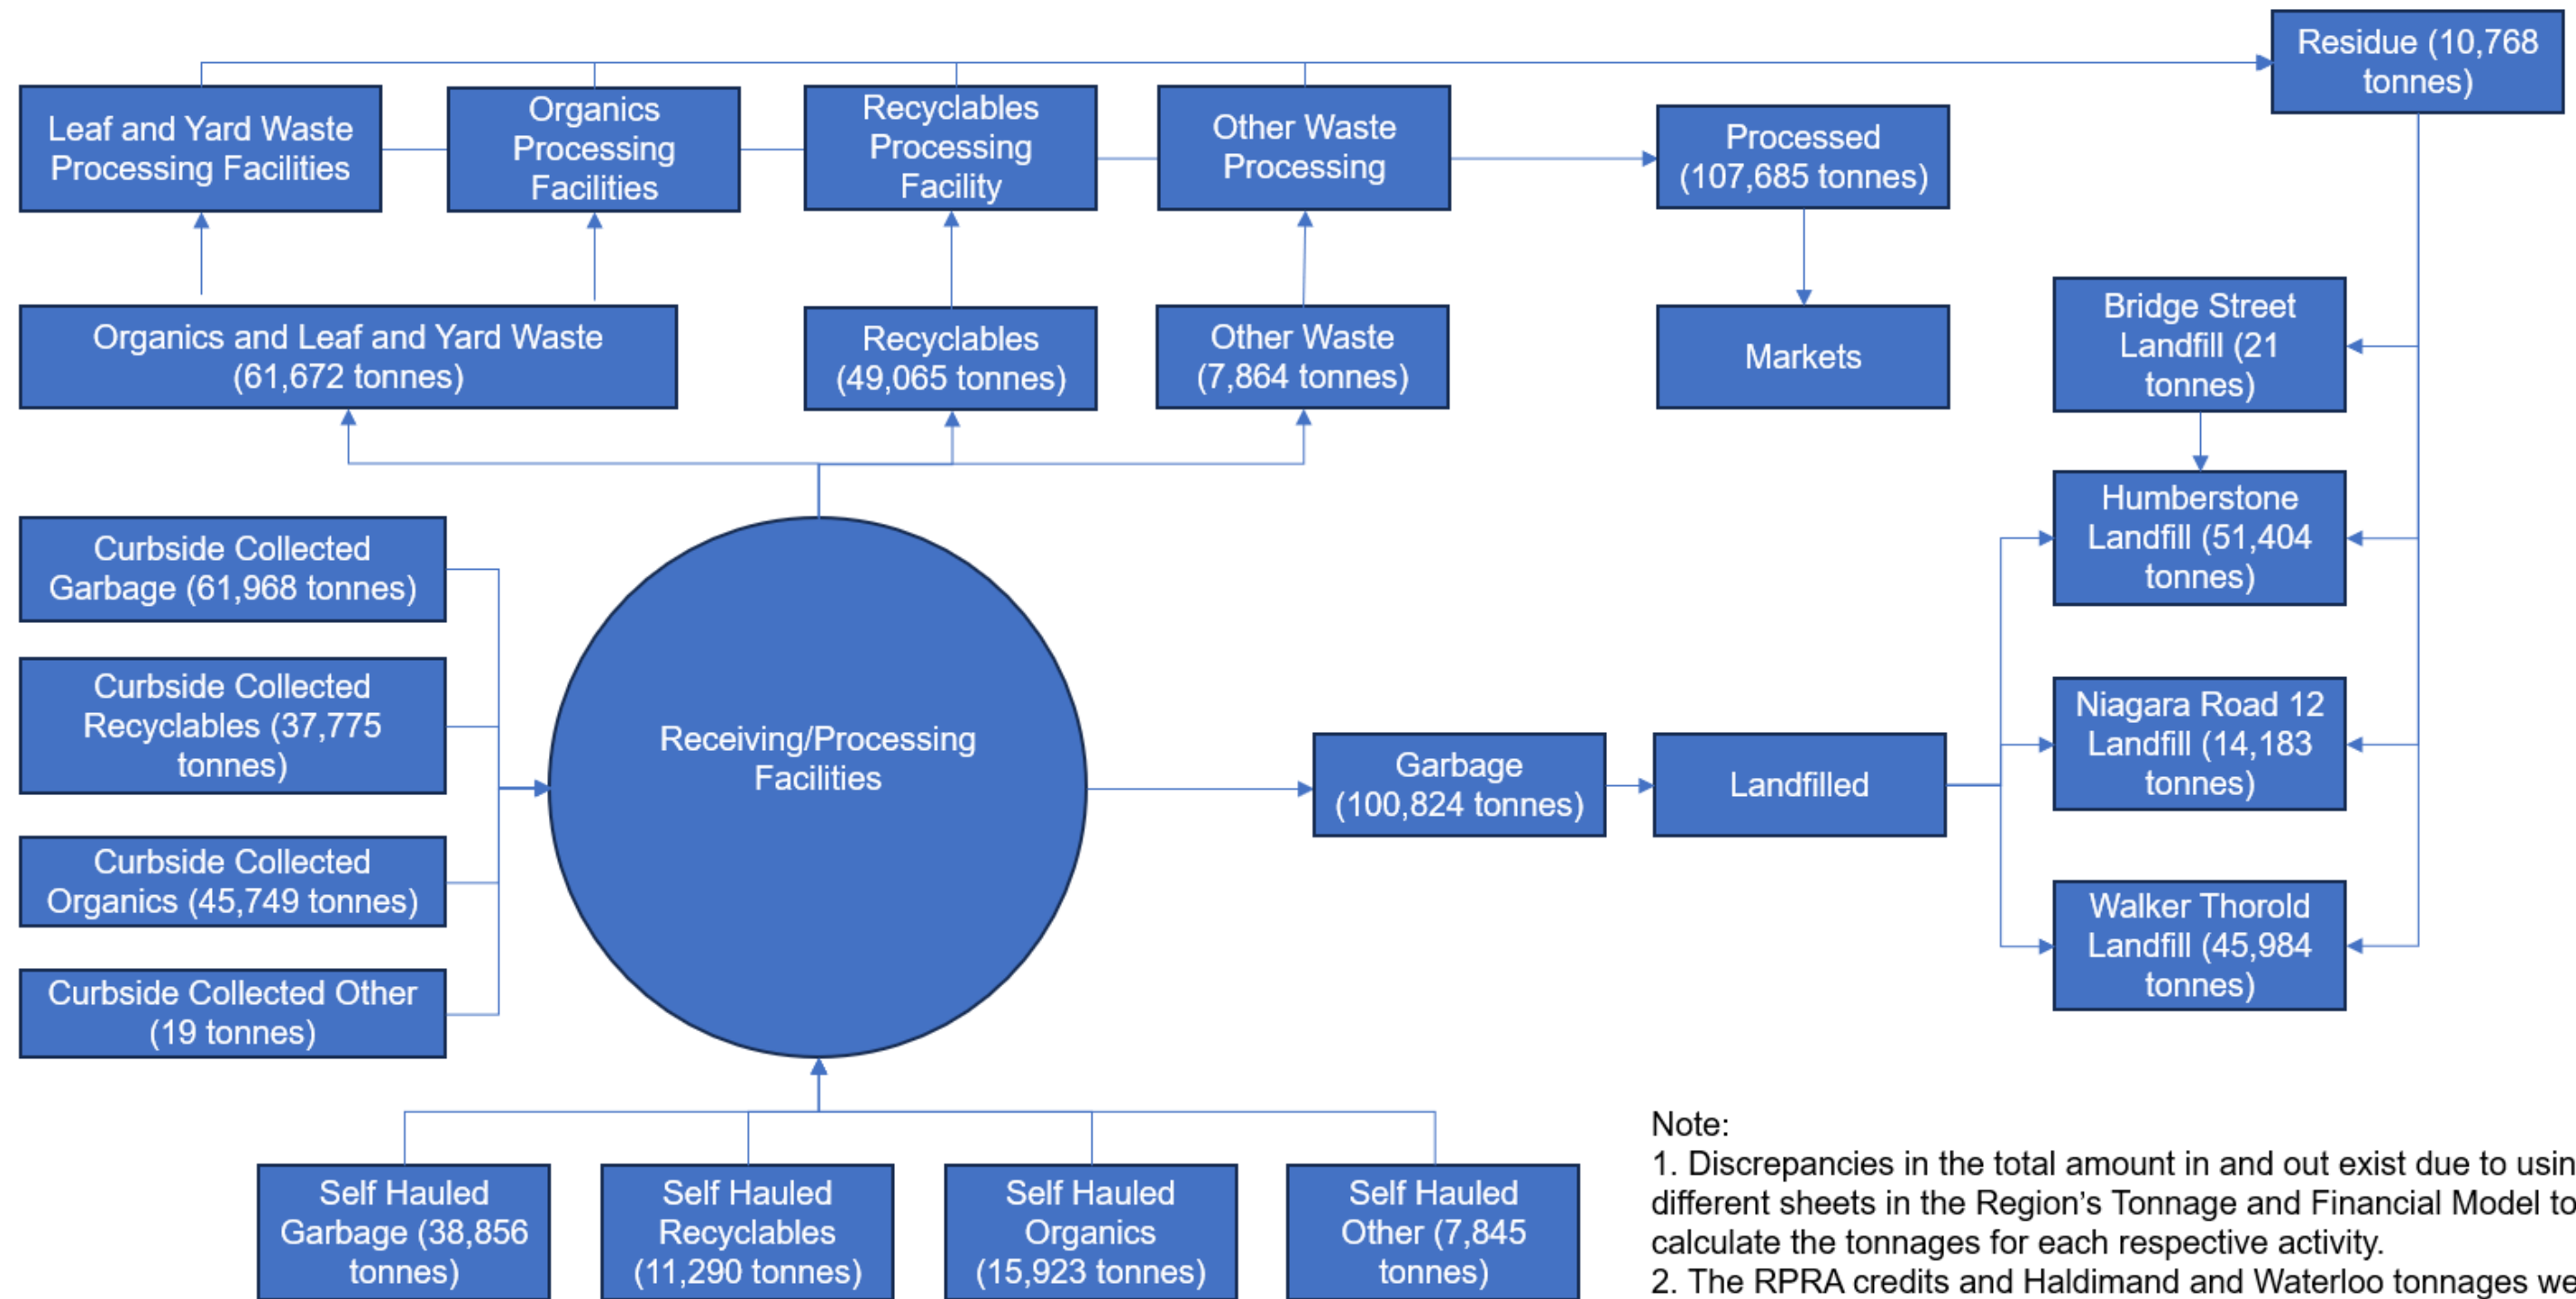 Residue (10,768
tonnes)
Leaf and Yard Waste
Processing Facilities
Organics
Processing
Facilities
Recyclables
Processing
Facility
Other Waste
Processing
Processed
(107,685 tonnes)
Organics and Leaf and Yard Waste
(61,672 tonnes)
Recyclables
(49,065 tonnes)
Other Waste
(7,864 tonnes)
Markets
Bridge Street
Landfill (21
tonnes)
Humberstone
Landfill (51,404
tonnes)
Curbside Collected
Garbage (61,968 tonnes)
Curbside Collected
Recyclables (37,775
tonnes)
Curbside Collected
Organics (45,749 tonnes)
Curbside Collected Other
(19 tonnes)
Receiving/Processing
Facilities
Garbage
(100,824 tonnes)
Landfilled
Niagara Road 12
Landfill (14,183
tonnes)
Walker Thorold
Landfill (45,984
tonnes)
Self Hauled
Garbage (38,856
tonnes)
Self Hauled
Recyclables
(11,290 tonnes)
Self Hauled
Organics
(15,923 tonnes)
Self Hauled
Other (7,845
tonnes)
Note:
1. Discrepancies in the total amount in and out exist due to usin
different sheets in the Region's Tonnage and Financial Model to
calculate the tonnages for each respective activity.
2. The RPRA credits and Haldimand and Waterloo tonnages we